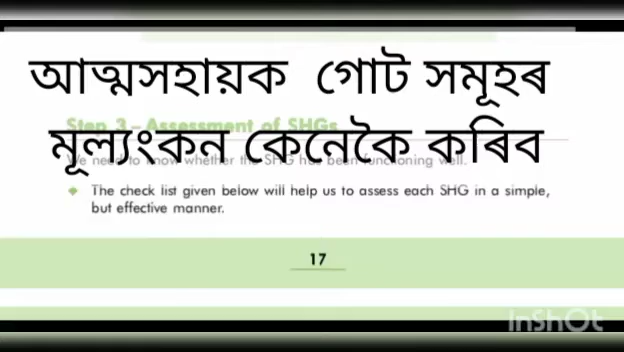 আত্মসহায়ক গোট সমূহৰ
Step 3 – Assessment of SHGs
মূল্যংকন কেনেকৈ কৰিব
We need to know whether the SHG has been functioning well.
The check list given below will help us to assess each SHG in a simple,
but effective manner.
17
InShOt